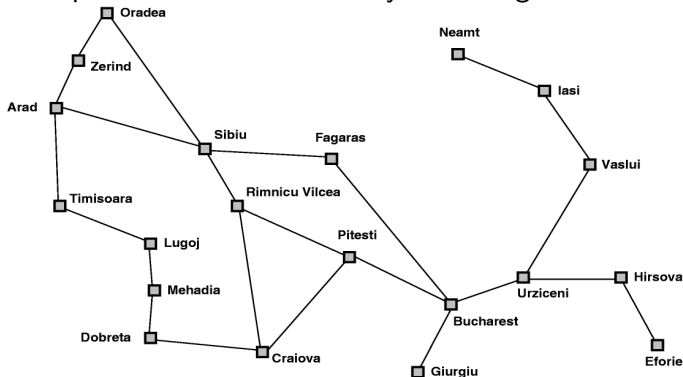 Oradea
Neamt
Zerind
Iasi
Arad
Sibiu
Fagaras
Vaslui
Timisoara
Rimnicu Vilcea
Lugoj
Pitesti
Mehadia
Hirsova
Urziceni
Bucharest
Dobreta
Craiova
Eforie
Giurgiu